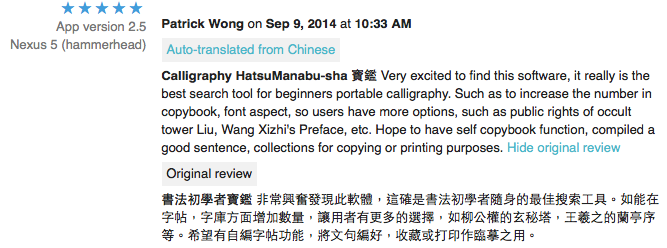 ★★★★★
App version 2.5
Nexus 5 (hammerhead)
Patrick Wong on Sep 9, 2014 at 10:33 AM
Auto-translated from Chinese
Calligraphy HatsuManabu-sha 寶鑑 Very excited to find this software, it really is the
best search tool for beginners portable calligraphy. Such as to increase the number in
copybook, font aspect, so users have more options, such as public rights of occult
tower Liu, Wang Xizhi's Preface, etc. Hope to have self copybook function, compiled a
good sentence, collections for copying or printing purposes. Hide original review
Original review
書法初學者寶鑑 非常興奮發現此軟體，這確是書法初學者隨身的最佳搜索工具。如能在
字帖，字庫方面增加數量，讓用者有更多的選擇，如柳公權的玄秘塔，王羲之的蘭亭序
等。希望有自編字帖功能，將文句編好，收藏或打印作臨摹之用。